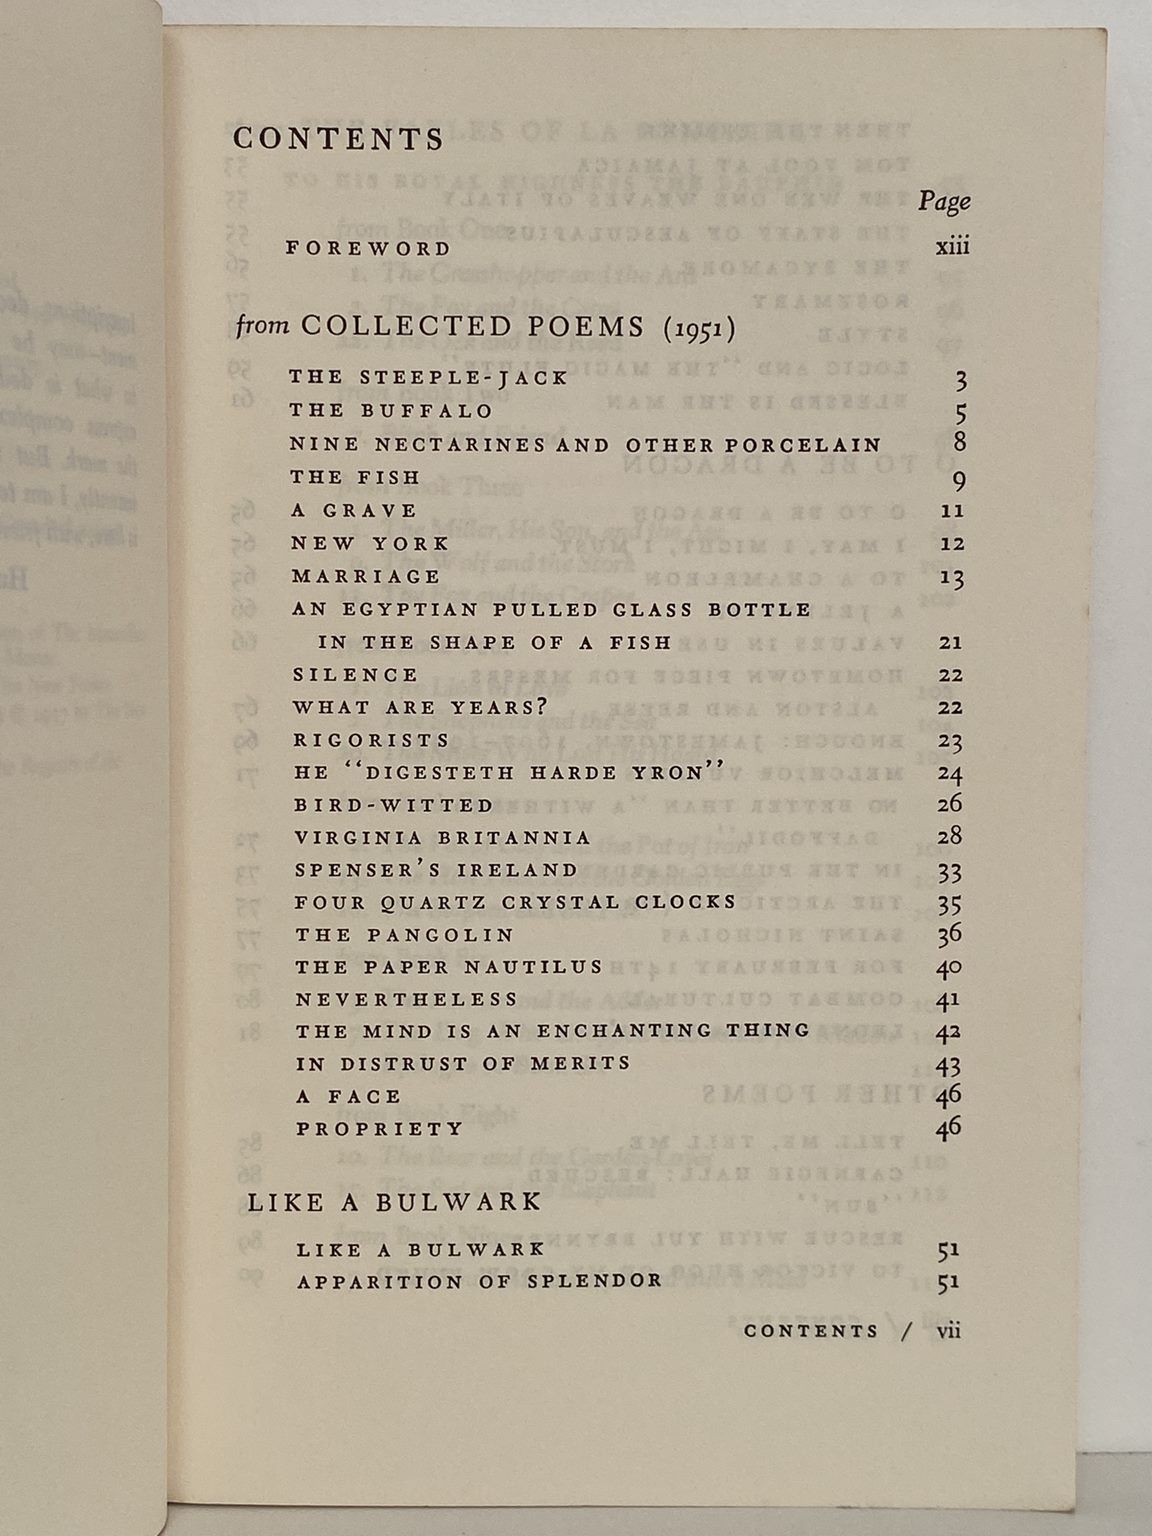 CONTENTS
Page
FOREWORD xiii
from COLLECTED POEMS (1951)
THE STEEPLE-JACK 3
THE BUFFALO 5
NINE NECTARINES AND OTHER PORCELAIN 8
THE FISH 9
A GRAVE 11
NEW YORK 12
MARRIAGE 13
AN EGYPTIAN PULLED GLASS BOTTLE
IN THE SHAPE OF A FISH 21
SILENCE 22
WHAT ARE YEARS? 22
RIGORISTS 23
HE “DIGESTETH HARDE YRON” 24
BIRD-WITTED 26
VIRGINIA BRITANNIA 28
SPENSER’S IRELAND 33
FOUR QUARTZ CRYSTAL CLOCKS 35
THE PANGOLIN 36
THE PAPER NAUTILUS 40
NEVERTHELESS 41
THE MIND IS AN ENCHANTING THING 42
IN DISTRUST OF MERITS 43
A FACE 46
PROPRIETY 46
LIKE A BULWARK
LIKE A BULWARK 51
APPARITION OF SPLENDOR 51
CONTENTS / vii